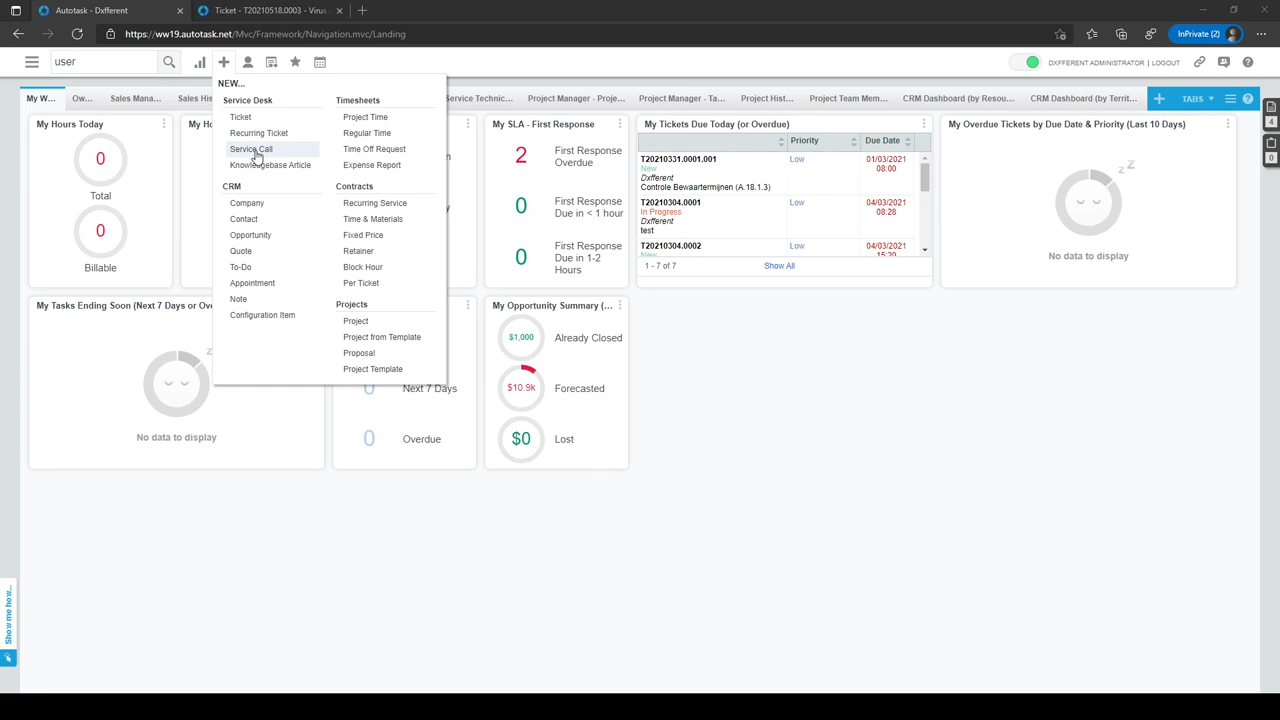 Autotask - Dxfferent
Ticket - T20210518.0003 - Virus
https://ww19.autotask.net/Mvc/Framework/Navigation.mvc/Landing
InPrivate (2)
user
DXFFERENT ADMINISTRATOR | LOGOUT
My W...
Ow...
Sales Mana...
Sales His
Service Technic...
Project Manager - Proje...
Project Manager - Ta...
Project Hist...
Project Team Mem...
CRM Dashboard (by Resou...
CRM Dashboard (by Territ...
TABS
NEW...
Service Desk
Ticket
Recurring Ticket
Service Call
Knowledgebase Article
CRM
Company
Contact
Opportunity
Quote
To-Do
Appointment
Note
Configuration Item
Timesheets
Project Time
Regular Time
Time Off Request
Expense Report
Contracts
Recurring Service
Time & Materials
Fixed Price
Retainer
Block Hour
Per Ticket
Projects
Project
Project from Template
Proposal
Project Template
My Hours Today
0
Total
0
Billable
My Ho
My SLA - First Response
2
First Response
Overdue
0
First Response
Due in < 1 hour
0
First Response
Due in 1-2
Hours
My Tickets Due Today (or Overdue)
Priority
Due Date
T20210331.0001.001
New
Dxfferent
Controle Bewaartermijnen (A.18.1.3)
Low
01/03/2021
08:00
T20210304.0001
In Progress
Dxfferent
test
Low
04/03/2021
08:28
T20210304.0002
New
Low
04/03/2021
15:20
1 - 7 of 7
Show All
My Overdue Tickets by Due Date & Priority (Last 10 Days)
z Z
No data to display
4
0
My Tasks Ending Soon (Next 7 Days or Ove
z
No data to display
0
Next 7 Days
0
Overdue
My Opportunity Summary (...
$1,000
Already Closed
$10.9k
Forecasted
$0
Lost
Show me how...